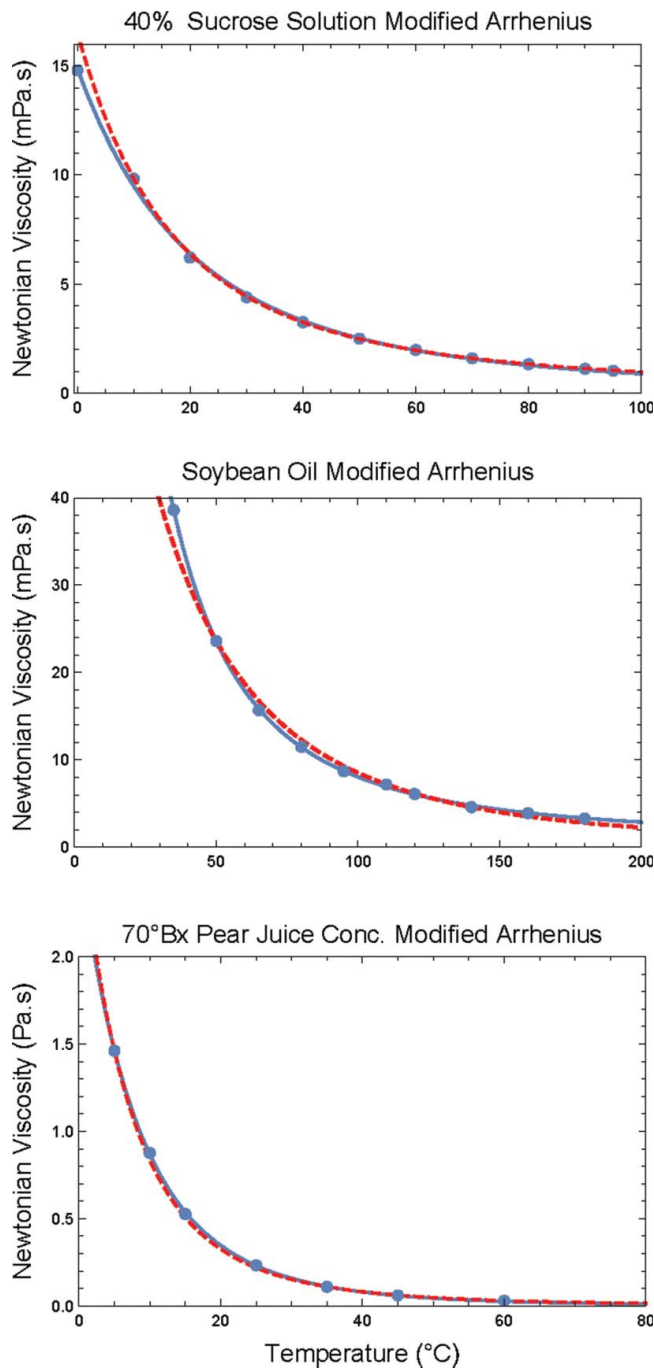 40% Sucrose Solution Modified Arrhenius
Newtonian Viscosity (mPa.s)
15
10
5
0
0 20 40 60 80 100
Soybean Oil Modified Arrhenius
Newtonian Viscosity (mPa.s)
40
30
20
10
0
0 50 100 150 200
70°Bx Pear Juice Conc. Modified Arrhenius
Newtonian Viscosity (Pa.s)
2.0
1.5
1.0
0.5
0.0
0 20 40 60 80
Temperature (°C)